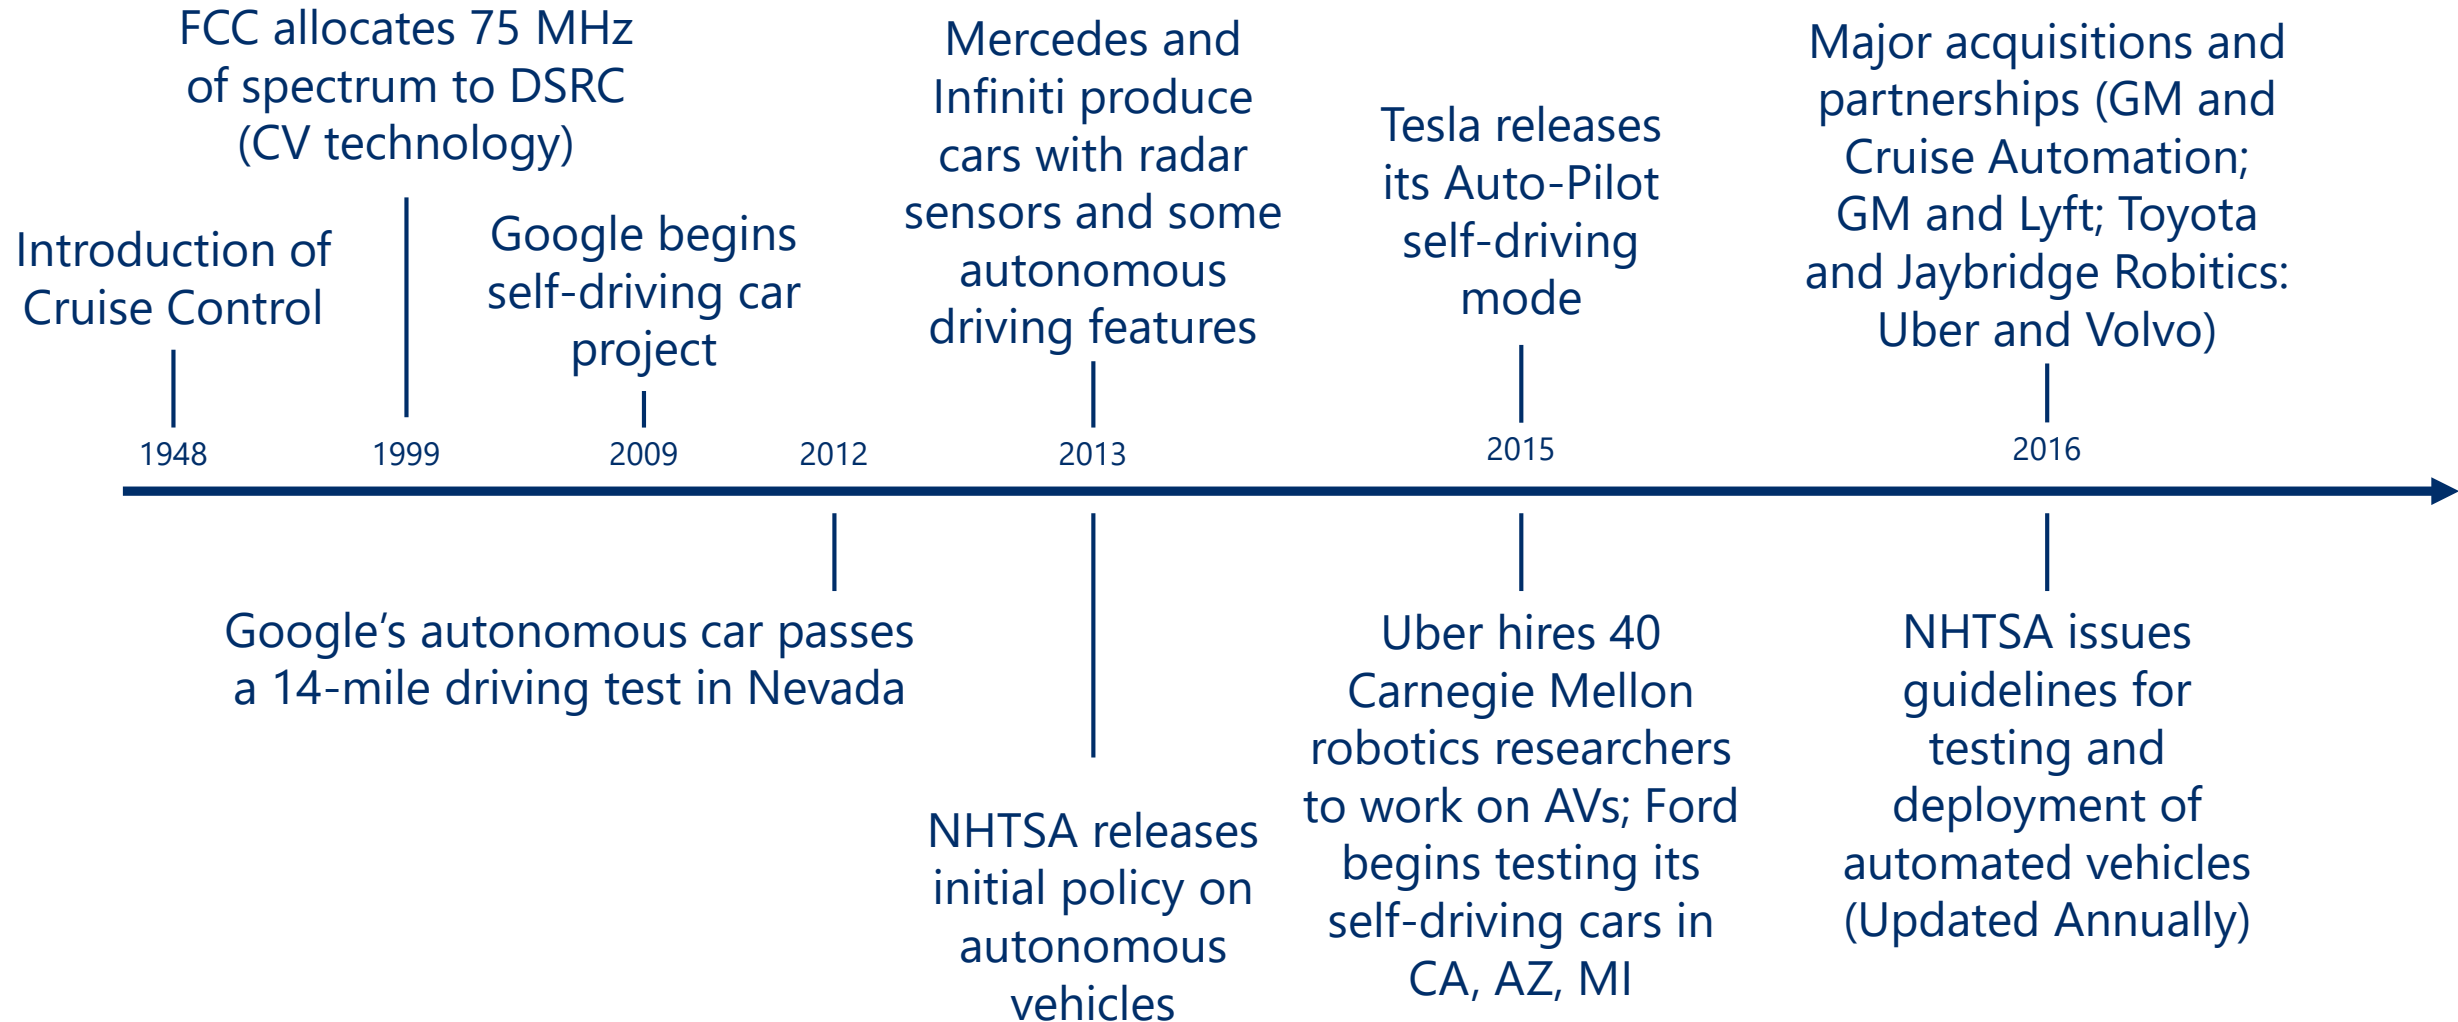 FCC allocates 75 MHz
of spectrum to DSRC
(CV technology)
Mercedes and
Infiniti produce
cars with radar
sensors and some
autonomous
driving features
Major acquisitions and
partnerships (GM and
Cruise Automation;
GM and Lyft; Toyota
and Jaybridge Robitics:
Uber and Volvo)
Tesla releases
its Auto-Pilot
self-driving
mode
Introduction of
Cruise Control
Google begins
self-driving car
project
1948
1999
2009
2012
2013
2015
2016
Google’s autonomous car passes
a 14-mile driving test in Nevada
NHTSA releases
initial policy on
autonomous
vehicles
Uber hires 40
Carnegie Mellon
robotics researchers
to work on AVs; Ford
begins testing its
self-driving cars in
CA, AZ, MI
NHTSA issues
guidelines for
testing and
deployment of
automated vehicles
(Updated Annually)